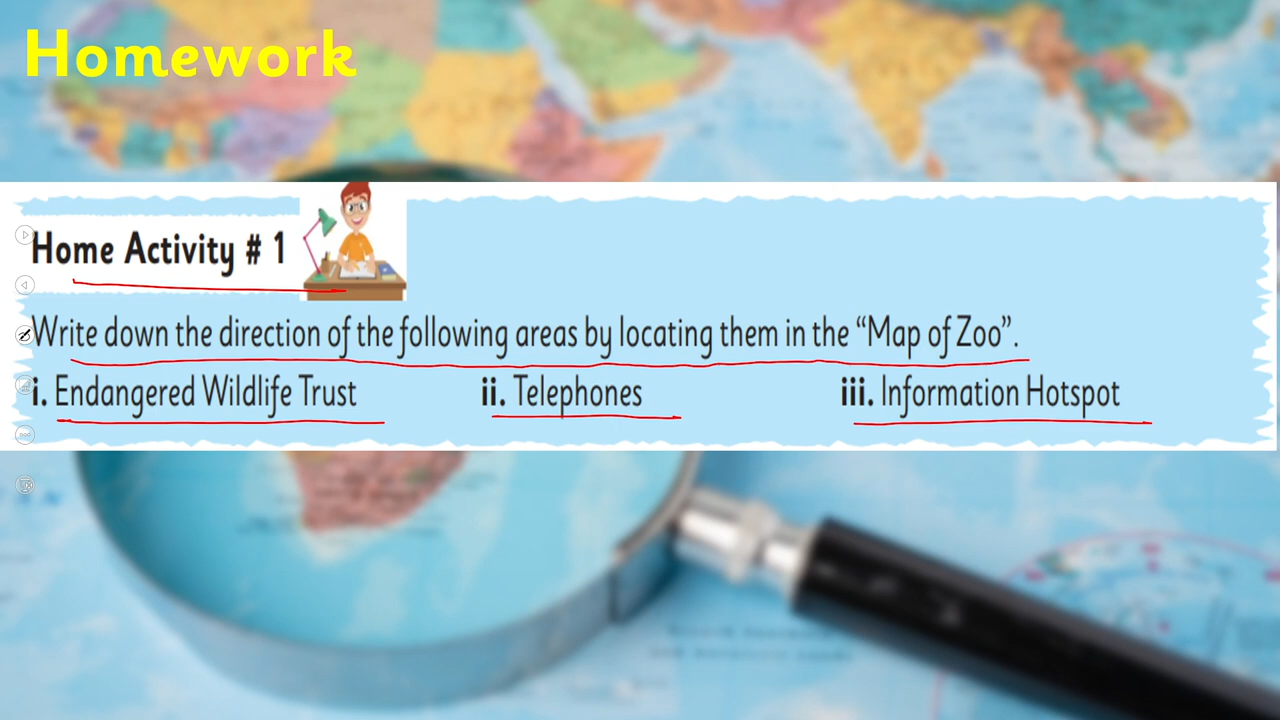 Homework
Home Activity # 1
Write down the direction of the following areas by locating them in the “Map of Zoo”.
i. Endangered Wildlife Trust ii. Telephones iii. Information Hotspot